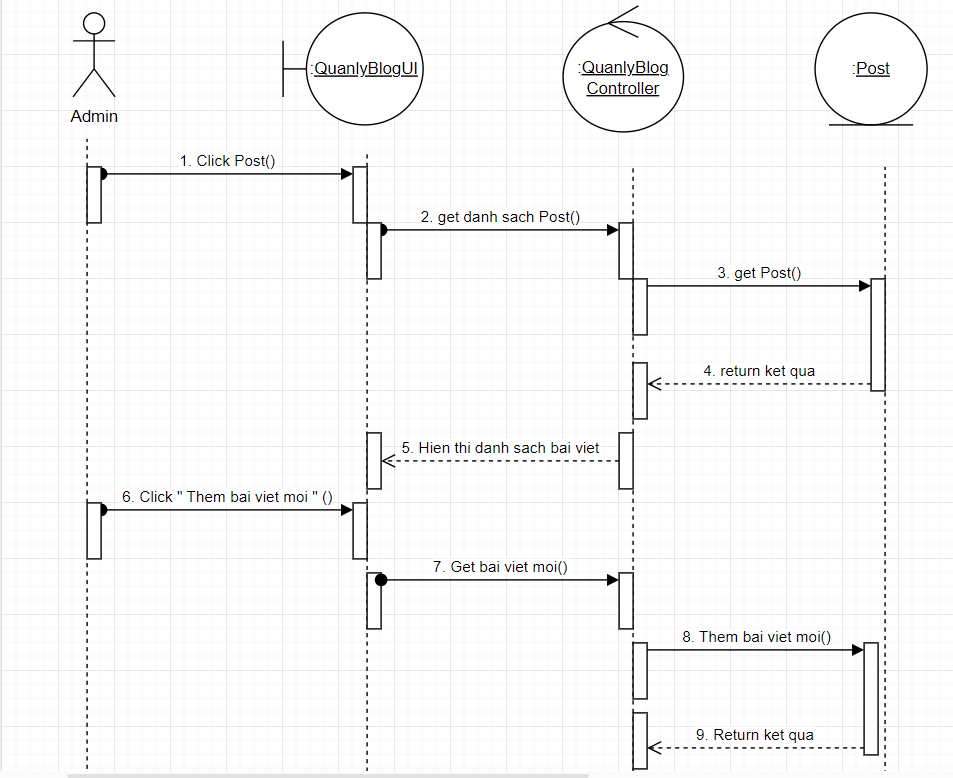 :QuanlyBlogUI
:QuanlyBlog
Controller
:Post
Admin
1. Click Post()
2. get danh sach Post()
3. get Post()
4. return ket qua
5. Hien thi danh sach bai viet
6. Click " Them bai viet moi " ()
7. Get bai viet moi()
8. Them bai viet moi()
9. Return ket qua